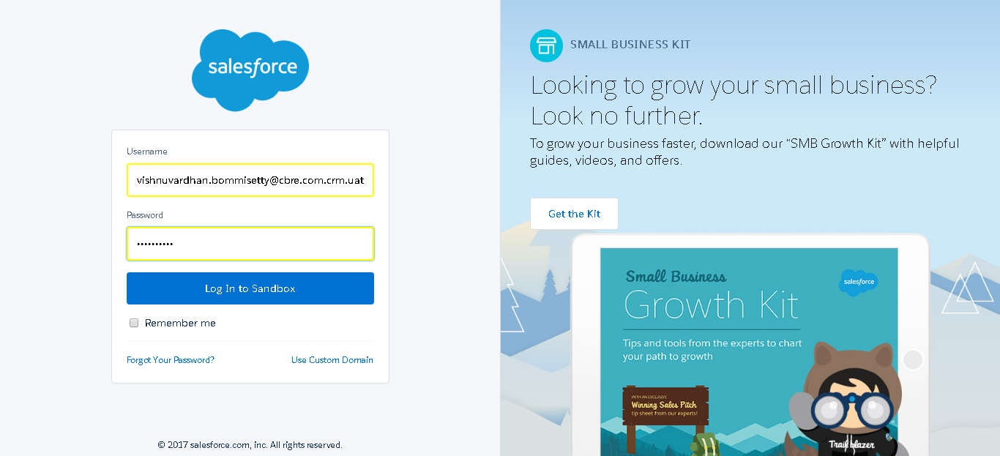 salesforce
Username
vishnuvardhan.bommisetty@cbre.com.crm.uat
Password
••••••••••
Log In to Sandbox
Remember me
Forgot Your Password?
Use Custom Domain
© 2017 salesforce.com, inc. All rights reserved.
SMALL BUSINESS KIT
Looking to grow your small business?
Look no further.
To grow your business faster, download our “SMB Growth Kit” with helpful
guides, videos, and offers.
Get the Kit
Small Business
salesforce
Growth Kit
Tips and tools from the experts to chart
your path to growth
WITH AN EXCLUSIVE
Winning Sales Pitch
tip sheet from our experts!
Trailblazer